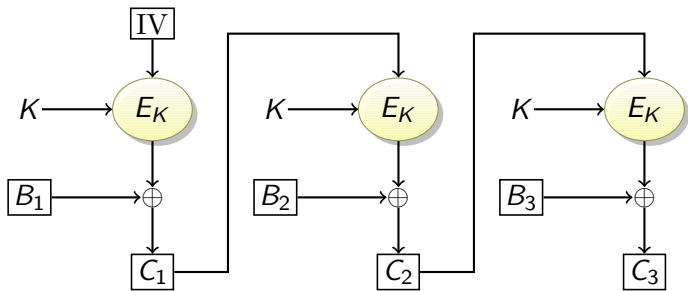 IV
K E_K K E_K K E_K
B_1 ⊕ B_2 ⊕ B_3 ⊕
C_1 C_2 C_3